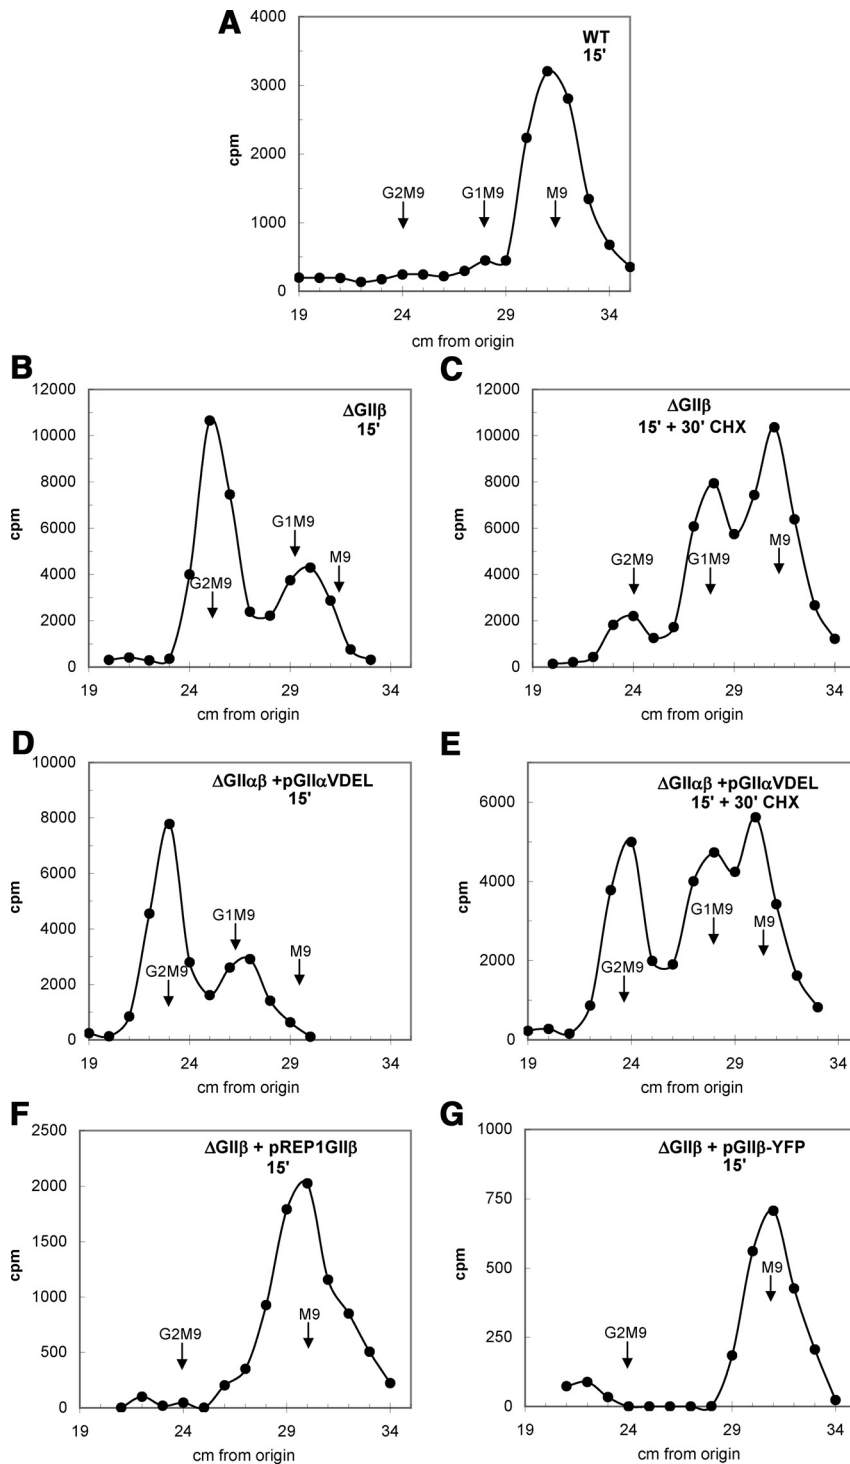 A
WT
15'
4000
3000
2000
1000
0
cpm
G2M9
G1M9
M9
19
24
29
34
cm from origin
B
ΔGIIβ
15'
12000
10000
8000
6000
4000
2000
0
cpm
G1M9
M9
G2M9
19
24
29
34
cm from origin
C
ΔGIIβ
15' + 30' CHX
12000
10000
8000
6000
4000
2000
0
cpm
G2M9
G1M9
M9
19
24
29
34
cm from origin
D
ΔGIIαβ +pGIIαVDEL
15'
10000
8000
6000
4000
2000
0
cpm
G1M9
M9
G2M9
19
24
29
34
cm from origin
E
ΔGIIαβ +pGIIαVDEL
15' + 30' CHX
6000
4000
2000
0
cpm
G1M9
M9
G2M9
19
24
29
34
cm from origin
F
ΔGIIβ + pREP1GIIβ
15'
2500
2000
1500
1000
500
0
cpm
M9
G2M9
19
24
29
34
cm from origin
G
ΔGIIβ + pGIIβ-YFP
15'
1000
750
500
250
0
cpm
M9
G2M9
19
24
29
34
cm from origin